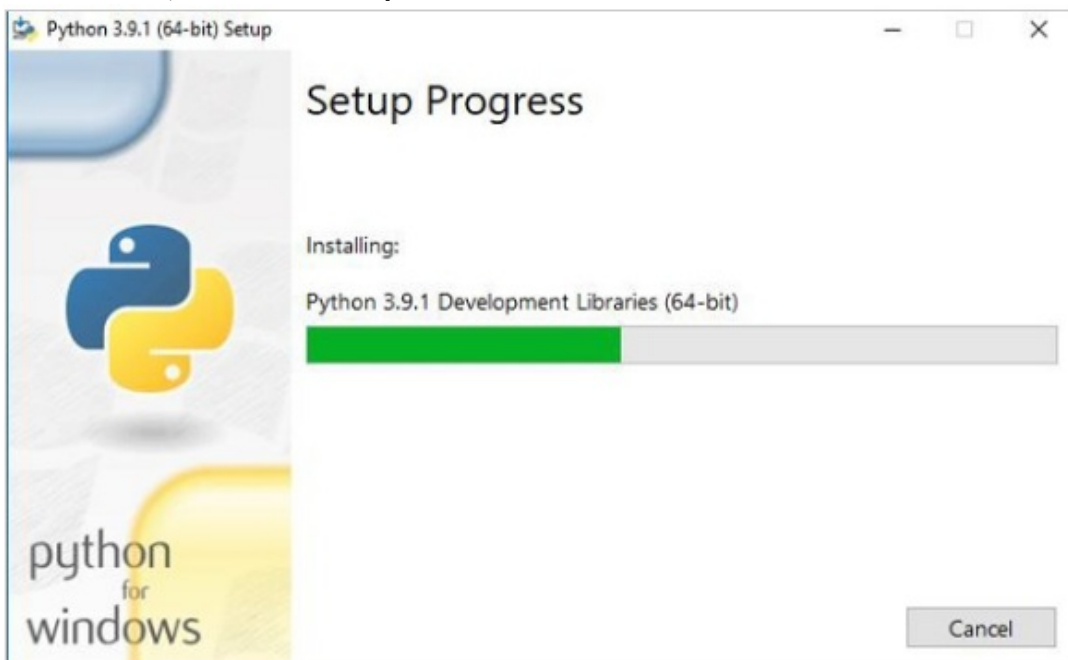 Python 3.9.1 (64-bit) Setup
Setup Progress
Installing:
Python 3.9.1 Development Libraries (64-bit)
python
for
windows
Cancel